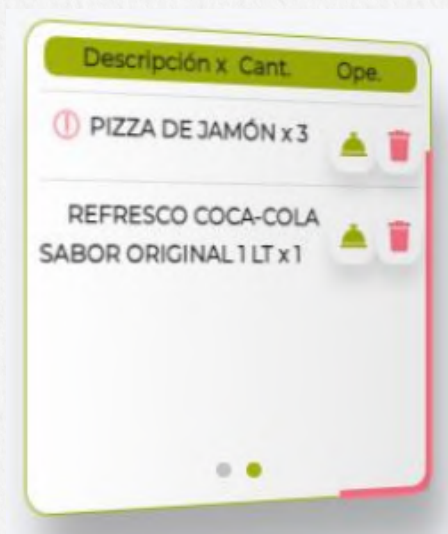 Descripción x Cant. Ope.
PIZZA DE JAMÓN x 3
REFRESCO COCA-COLA
SABOR ORIGINAL 1 LT x 1